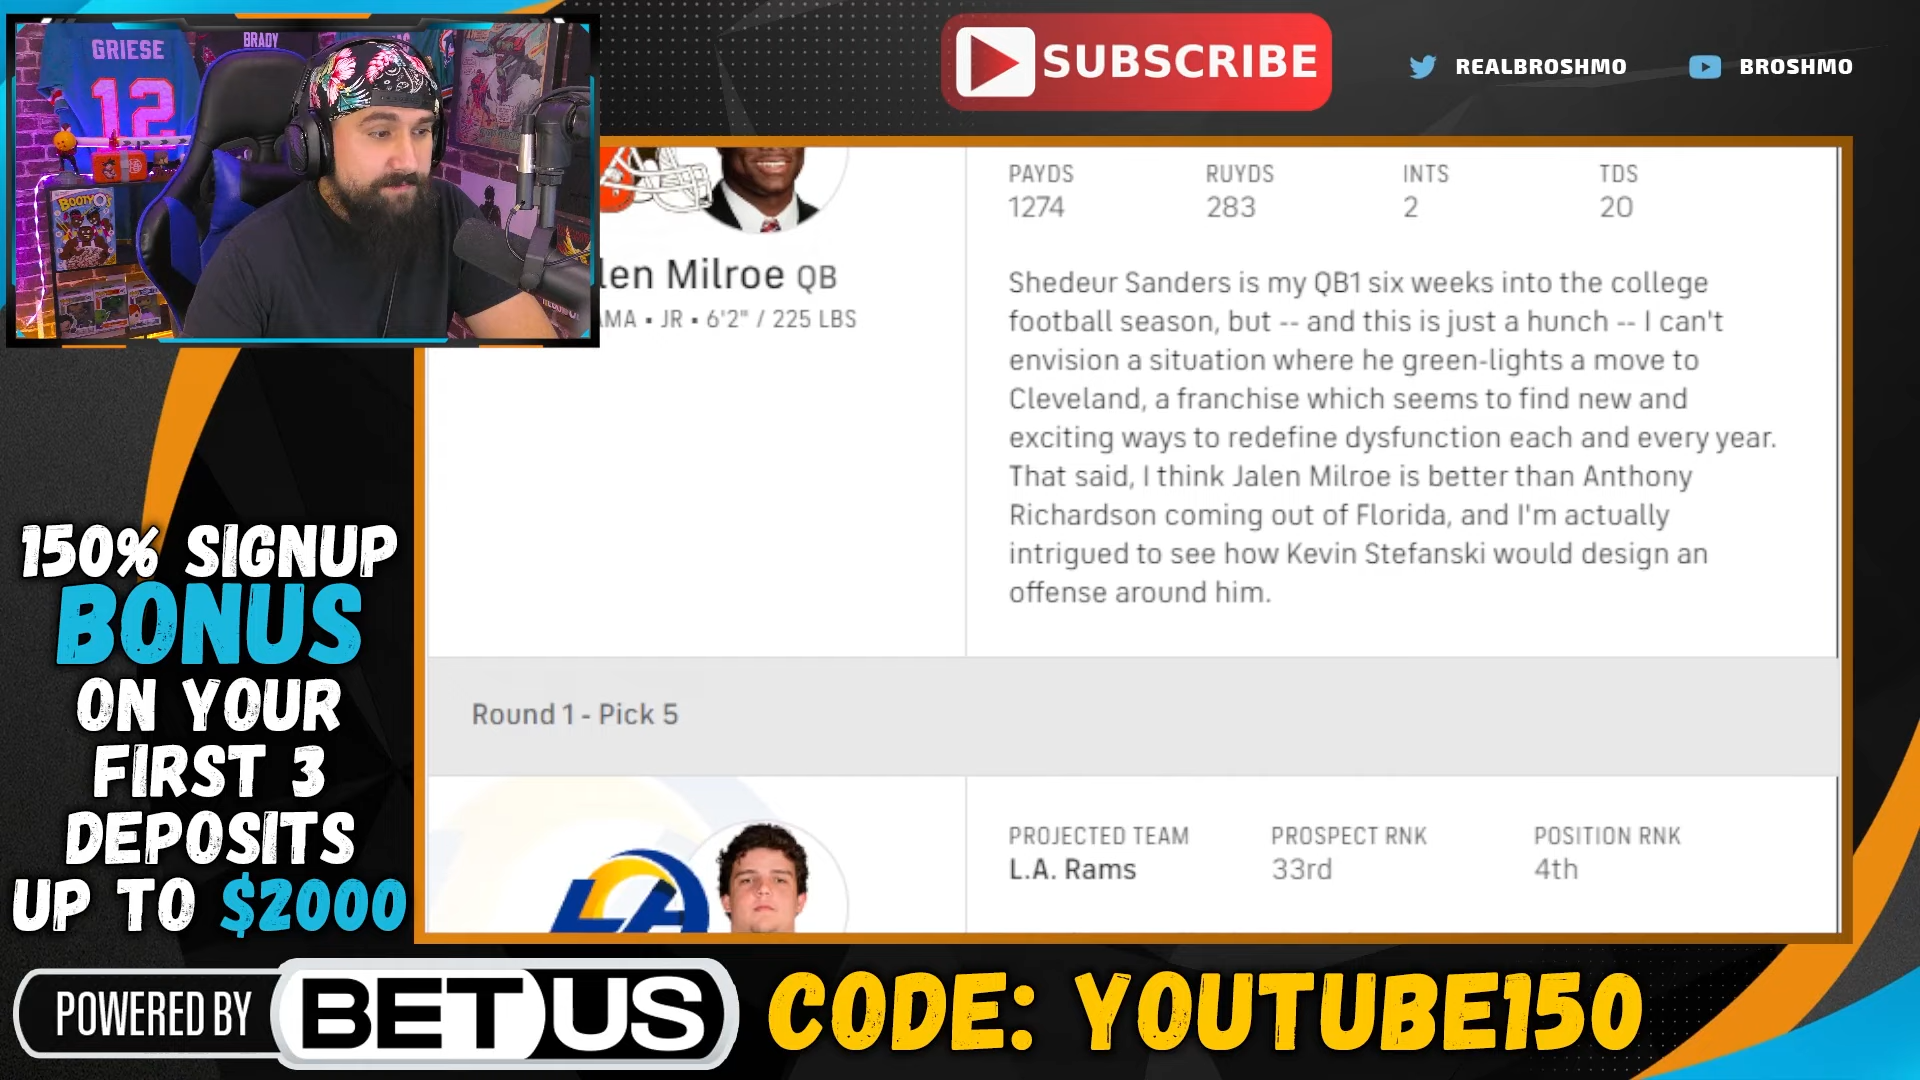 GRIESE
12
BRADY
BOOTYO'S
SUBSCRIBE
REALBROSHMO
BROSHMO
PAYDS
RUYDS
INTS
TDS
1274
283
2
20
len Milroe QB
AMA • JR • 6'2" / 225 LBS
Shedeur Sanders is my QB1 six weeks into the college
football season, but -- and this is just a hunch -- I can't
envision a situation where he green-lights a move to
Cleveland, a franchise which seems to find new and
exciting ways to redefine dysfunction each and every year.
That said, I think Jalen Milroe is better than Anthony
Richardson coming out of Florida, and I'm actually
intrigued to see how Kevin Stefanski would design an
offense around him.
Round 1 - Pick 5
PROJECTED TEAM
PROSPECT RNK
POSITION RNK
L.A. Rams
33rd
4th
LA
150% SIGNUP
BONUS
ON YOUR
FIRST 3
DEPOSITS
UP TO $2000
POWERED BY
BETUS
CODE: YOUTUBE150